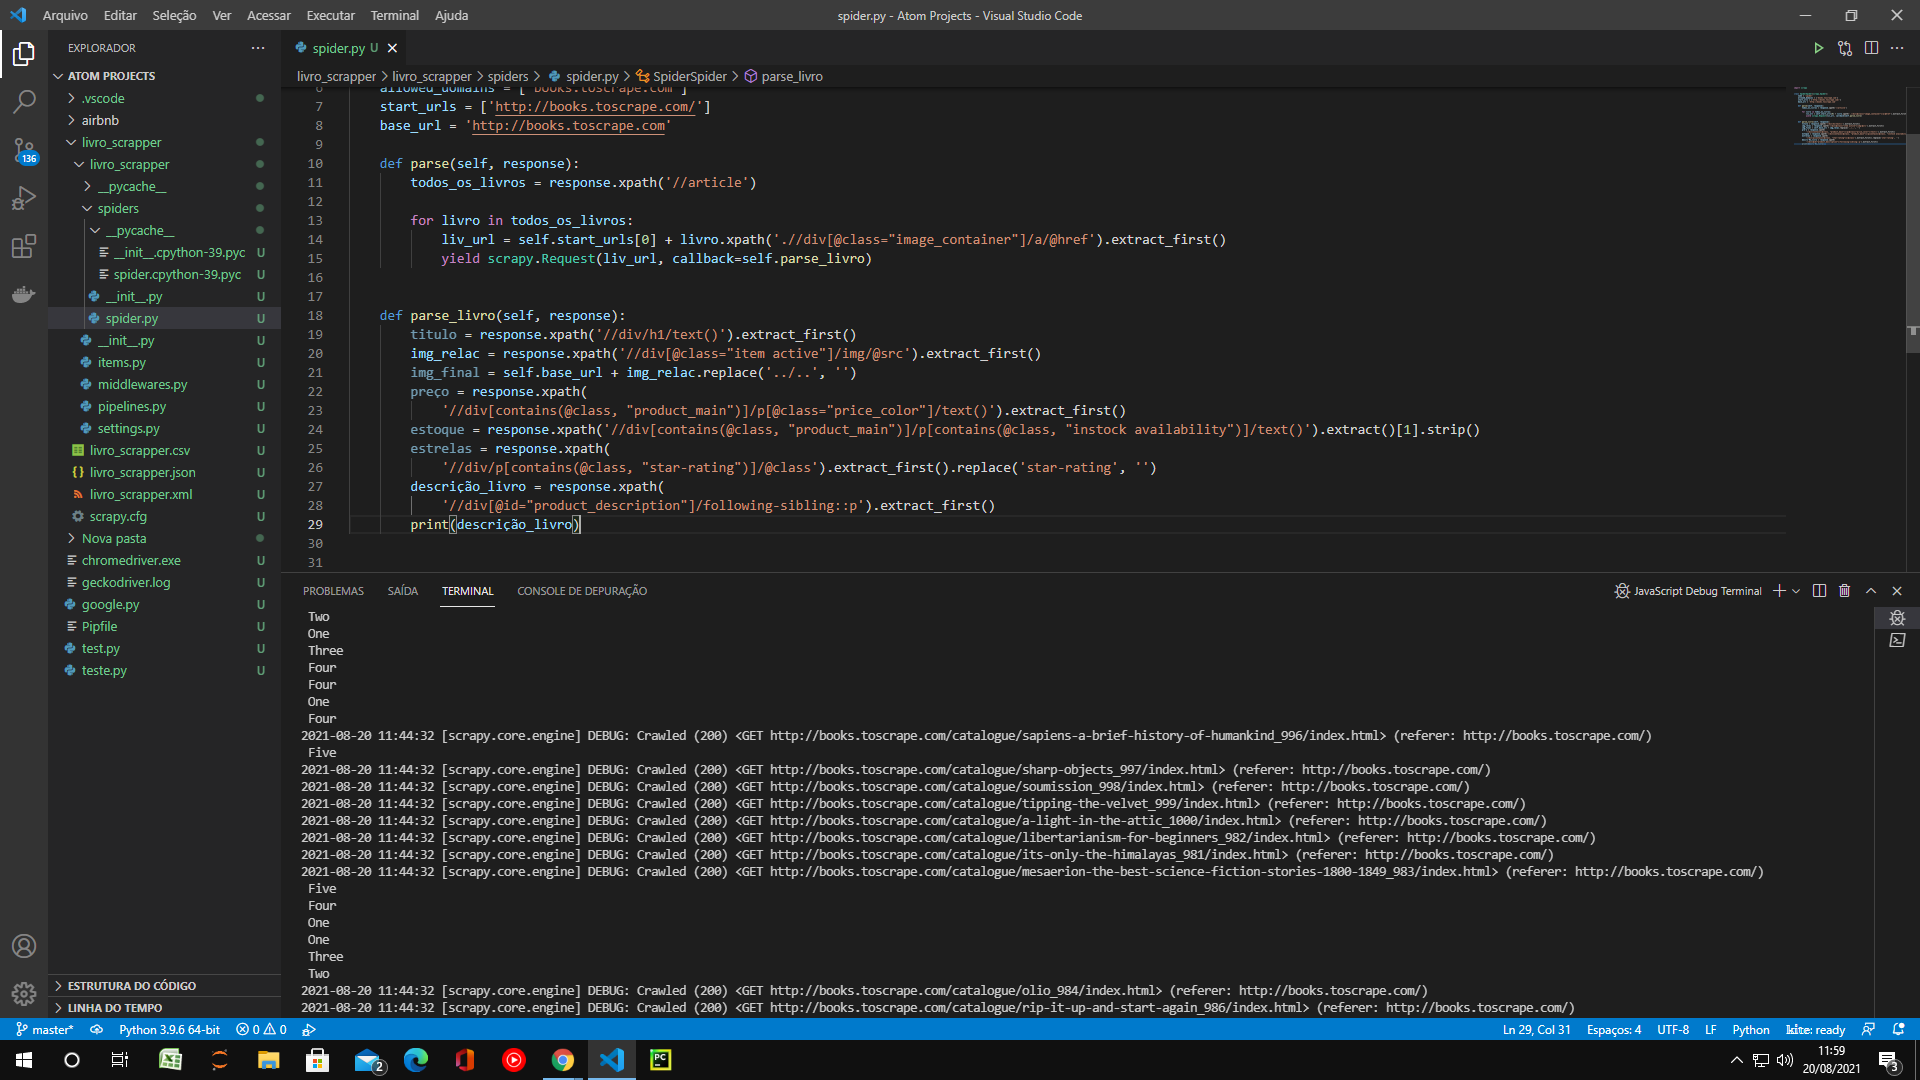 Arquivo Editar Seleção Ver Acessar Executar Terminal Ajuda
spider.py - Atom Projects - Visual Studio Code
EXPLORADOR
ATOM PROJECTS
.vscode
airbnb
livro_scrapper
livro_scrapper
__pycache__
spiders
__pycache__
__init__.cpython-39.pyc U
spider.cpython-39.pyc U
__init__.py U
spider.py U
__init__.py U
items.py U
middlewares.py U
pipelines.py U
settings.py U
livro_scrapper.csv U
livro_scrapper.json U
livro_scrapper.xml U
scrapy.cfg U
Nova pasta
chromedriver.exe U
geckodriver.log U
google.py U
Pipfile U
test.py U
teste.py U
ESTRUTURA DO CÓDIGO
LINHA DO TEMPO
136
spider.py U
livro_scrapper > livro_scrapper > spiders > spider.py > SpiderSpider > parse_livro
6 allowed_domains = ['books.toscrape.com']
7 start_urls = ['http://books.toscrape.com/']
8 base_url = 'http://books.toscrape.com'
9
10 def parse(self, response):
11 todos_os_livros = response.xpath('//article')
12
13 for livro in todos_os_livros:
14 liv_url = self.start_urls[0] + livro.xpath('.//div[@class="image_container"]/a/@href').extract_first()
15 yield scrapy.Request(liv_url, callback=self.parse_livro)
16
17
18 def parse_livro(self, response):
19 titulo = response.xpath('//div/h1/text()').extract_first()
20 img_relac = response.xpath('//div[@class="item active"]/img/@src').extract_first()
21 img_final = self.base_url + img_relac.replace('../..', '')
22 preço = response.xpath(
23 '//div[contains(@class, "product_main")]/p[@class="price_color"]/text()').extract_first()
24 estoque = response.xpath('//div[contains(@class, "product_main")]/p[contains(@class, "instock availability")]/text()').extract()[1].strip()
25 estrelas = response.xpath(
26 '//div/p[contains(@class, "star-rating")]/@class').extract_first().replace('star-rating', '')
27 descrição_livro = response.xpath(
28 '//div[@id="product_description"]/following-sibling::p').extract_first()
29 print(descrição_livro)
30
31
PROBLEMAS SAÍDA TERMINAL CONSOLE DE DEPURAÇÃO
JavaScript Debug Terminal
Two
One
Three
Four
Four
One
Four
2021-08-20 11:44:32 [scrapy.core.engine] DEBUG: Crawled (200) <GET http://books.toscrape.com/catalogue/sapiens-a-brief-history-of-humankind_996/index.html> (referer: http://books.toscrape.com/)
Five
2021-08-20 11:44:32 [scrapy.core.engine] DEBUG: Crawled (200) <GET http://books.toscrape.com/catalogue/sharp-objects_997/index.html> (referer: http://books.toscrape.com/)
2021-08-20 11:44:32 [scrapy.core.engine] DEBUG: Crawled (200) <GET http://books.toscrape.com/catalogue/soumission_998/index.html> (referer: http://books.toscrape.com/)
2021-08-20 11:44:32 [scrapy.core.engine] DEBUG: Crawled (200) <GET http://books.toscrape.com/catalogue/tipping-the-velvet_999/index.html> (referer: http://books.toscrape.com/)
2021-08-20 11:44:32 [scrapy.core.engine] DEBUG: Crawled (200) <GET http://books.toscrape.com/catalogue/a-light-in-the-attic_1000/index.html> (referer: http://books.toscrape.com/)
2021-08-20 11:44:32 [scrapy.core.engine] DEBUG: Crawled (200) <GET http://books.toscrape.com/catalogue/libertarianism-for-beginners_982/index.html> (referer: http://books.toscrape.com/)
2021-08-20 11:44:32 [scrapy.core.engine] DEBUG: Crawled (200) <GET http://books.toscrape.com/catalogue/its-only-the-himalayas_981/index.html> (referer: http://books.toscrape.com/)
2021-08-20 11:44:32 [scrapy.core.engine] DEBUG: Crawled (200) <GET http://books.toscrape.com/catalogue/mesaerion-the-best-science-fiction-stories-1800-1849_983/index.html> (referer: http://books.toscrape.com/)
Five
Four
One
One
Three
Two
2021-08-20 11:44:32 [scrapy.core.engine] DEBUG: Crawled (200) <GET http://books.toscrape.com/catalogue/olio_984/index.html> (referer: http://books.toscrape.com/)
2021-08-20 11:44:32 [scrapy.core.engine] DEBUG: Crawled (200) <GET http://books.toscrape.com/catalogue/rip-it-up-and-start-again_986/index.html> (referer: http://books.toscrape.com/)
master* Python 3.9.6 64-bit 0 0 Ln 29, Col 31 Espaços: 4 UTF-8 LF Python kite: ready
2
PC
11:59
20/08/2021
3